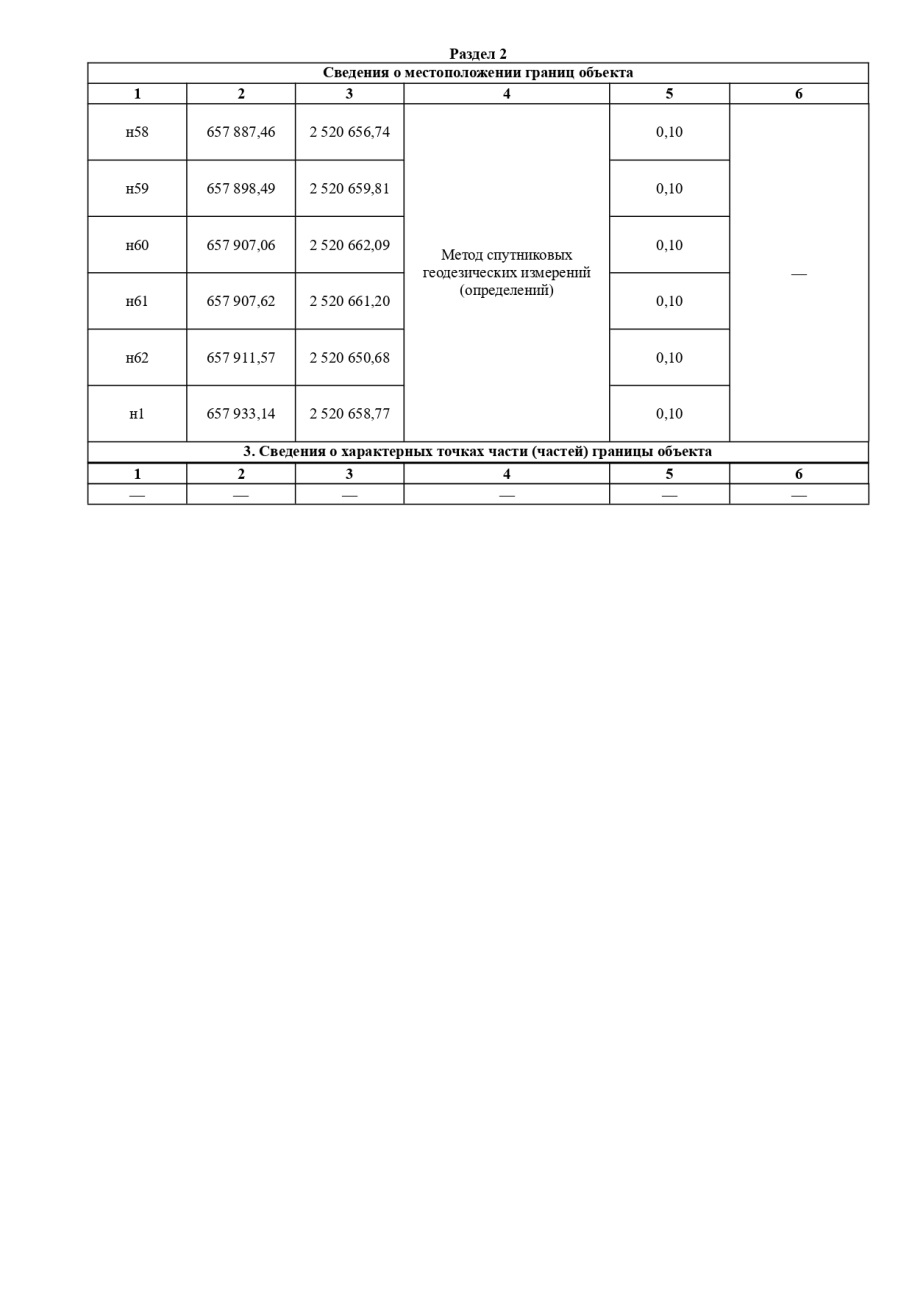 Раздел 2
Сведения о местоположении границ объекта
1 2 3 4 5 6
н58 657 887,46 2 520 656,74 0,10
н59 657 898,49 2 520 659,81 0,10
н60 657 907,06 2 520 662,09 0,10
Метод спутниковых
геодезических измерений
(определений)
—
н61 657 907,62 2 520 661,20 0,10
н62 657 911,57 2 520 650,68 0,10
н1 657 933,14 2 520 658,77 0,10
3. Сведения о характерных точках части (частей) границы объекта
1 2 3 4 5 6
— — — — — —